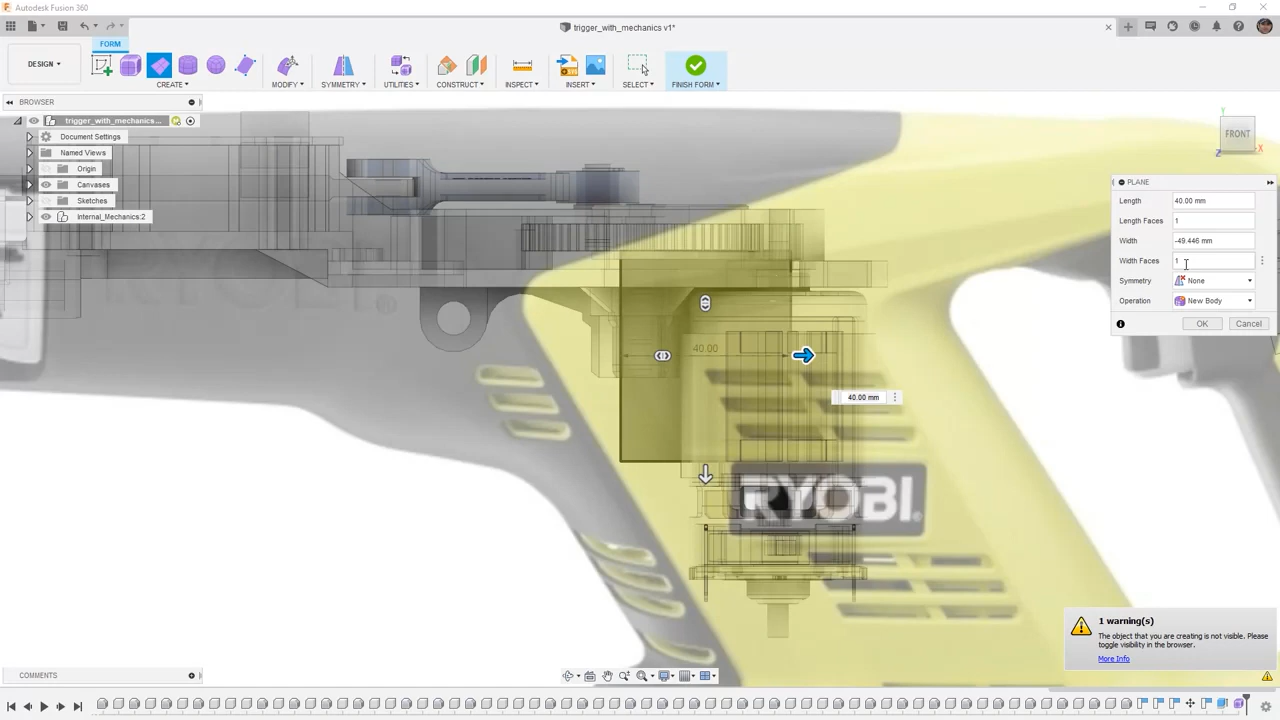 Autodesk Fusion 360
trigger_with_mechanics v1*
FORM
DESIGN
CREATE
MODIFY
SYMMETRY
UTILITIES
CONSTRUCT
INSPECT
INSERT
SELECT
FINISH FORM
BROWSER
trigger_with_mechanics...
Document Settings
Named Views
Origin
Canvases
Sketches
Internal_Mechanics:2
FRONT
Y
X
Z
PLANE
Length 40.00 mm
Length Faces 1
Width -49.446 mm
Width Faces 1
Symmetry None
Operation New Body
OK Cancel
40.00
40.00 mm
RYOBI
1 warning(s)
The object that you are creating is not visible. Please
toggle visibility in the browser.
More Info
COMMENTS